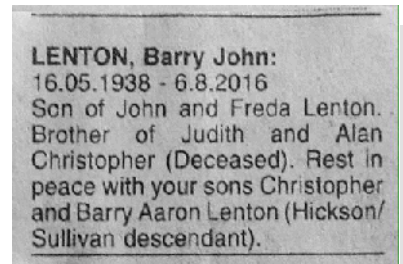 LENTON, Barry John:
16.05.1938 - 6.8.2016
Son of John and Freda Lenton.
Brother of Judith and Alan
Christopher (Deceased). Rest in
peace with your sons Christopher
and Barry Aaron Lenton (Hickson/
Sullivan descendant).